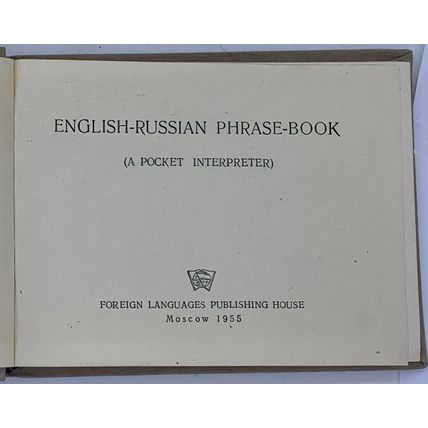 ENGLISH-RUSSIAN PHRASE-BOOK
(A POCKET INTERPRETER)
FOREIGN LANGUAGES PUBLISHING HOUSE
Moscow 1955